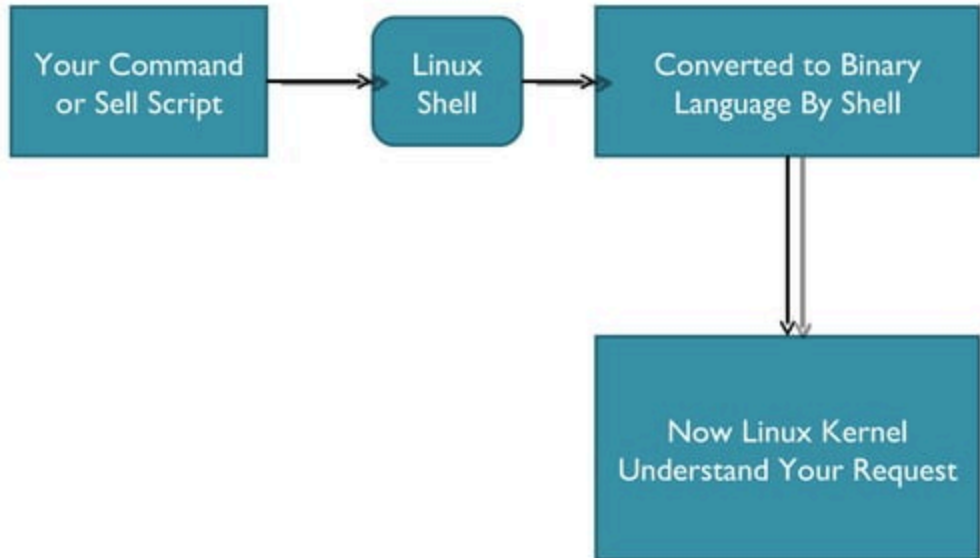 Your Command
or Sell Script
Linux
Shell
Converted to Binary
Language By Shell
Now Linux Kernel
Understand Your Request